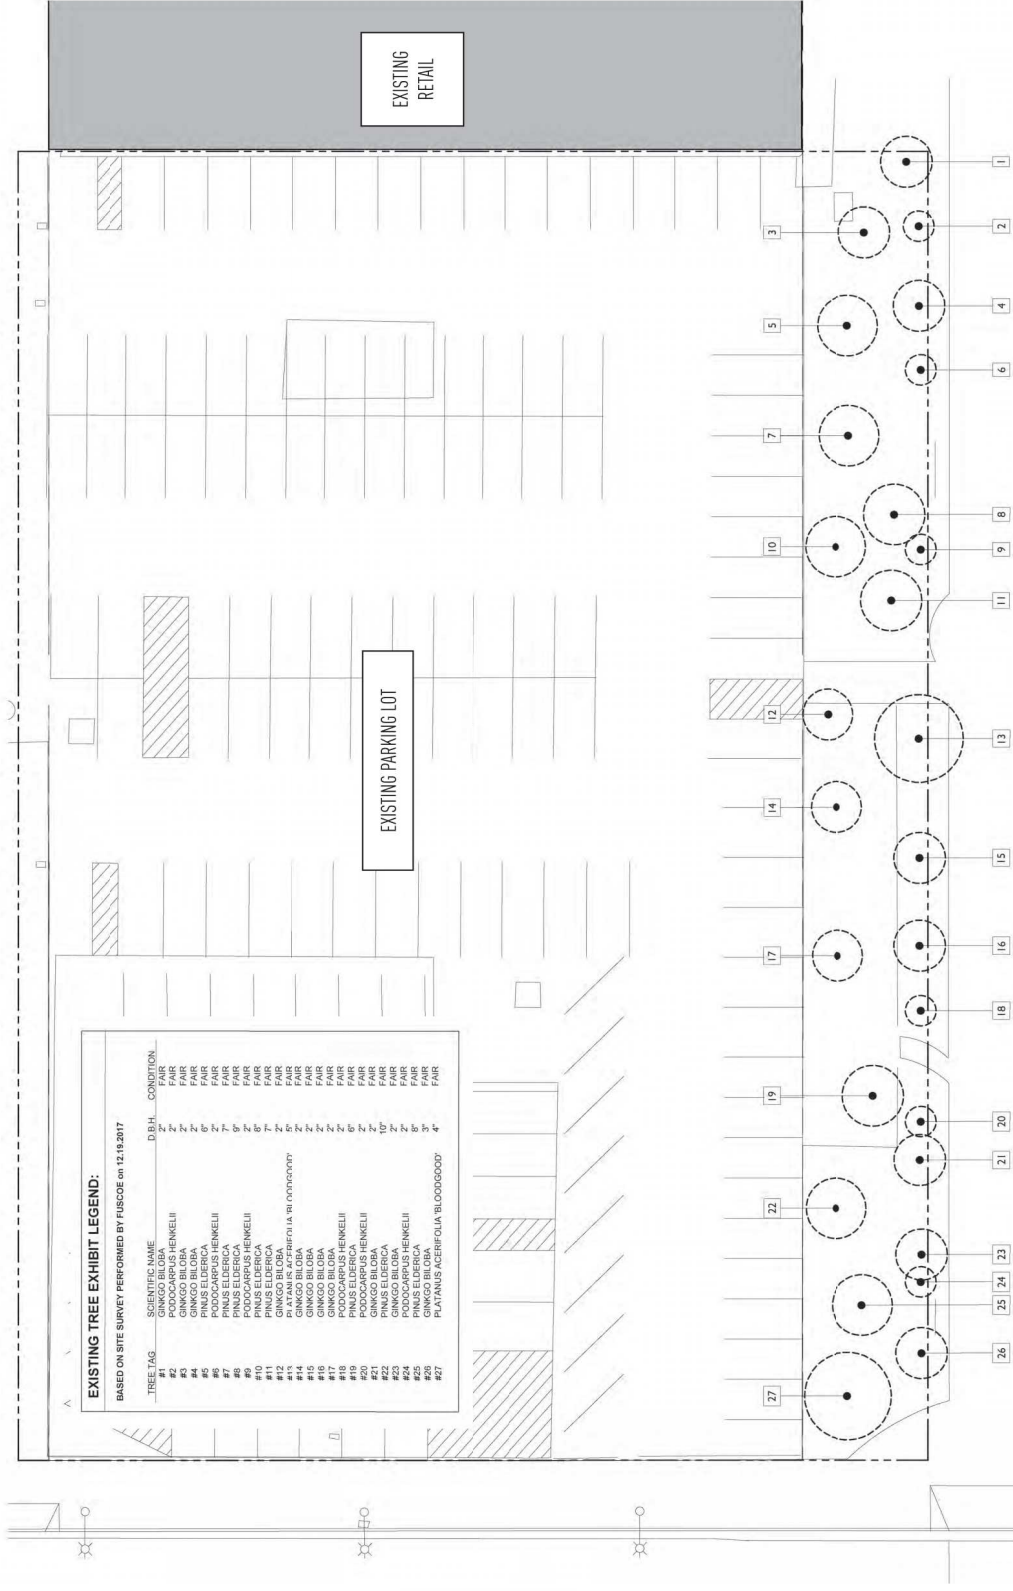 EXISTING TREE EXHIBIT LEGEND:
BASED ON SITE SURVEY PERFORMED BY FUSCOE on 12.19.2017
TREE TAG SCIENTIFIC NAME D.B.H. CONDITION
#1 GINKGO BILOBA 2" FAIR
#2 PODOCARPUS HENKELII 2" FAIR
#3 GINKGO BILOBA 2" FAIR
#4 GINKGO BILOBA 2" FAIR
#5 PINUS ELDERICA 6" FAIR
#6 PODOCARPUS HENKELII 2" FAIR
#7 PINUS ELDERICA 7" FAIR
#8 PINUS ELDERICA 9" FAIR
#9 PODOCARPUS HENKELII 2" FAIR
#10 PINUS ELDERICA 8" FAIR
#11 PINUS ELDERICA 7" FAIR
#12 GINKGO BILOBA 2" FAIR
#13 PLATANUS ACERIFOLIA 'BLOODGOOD' 5" FAIR
#14 GINKGO BILOBA 2" FAIR
#15 GINKGO BILOBA 2" FAIR
#16 GINKGO BILOBA 2" FAIR
#17 GINKGO BILOBA 2" FAIR
#18 PODOCARPUS HENKELII 2" FAIR
#19 PINUS ELDERICA 6" FAIR
#20 PODOCARPUS HENKELII 2" FAIR
#21 GINKGO BILOBA 2" FAIR
#22 PINUS ELDERICA 10" FAIR
#23 GINKGO BILOBA 2" FAIR
#24 PODOCARPUS HENKELII 2" FAIR
#25 PINUS ELDERICA 8" FAIR
#26 GINKGO BILOBA 3" FAIR
#27 PLATANUS ACERIFOLIA 'BLOODGOOD' 4" FAIR
EXISTING PARKING LOT
EXISTING
RETAIL
27 22 19 17 14 12 10 7 5 3
26 25 24 23 21 20 18 16 15 13 11 9 8 6 4 2 1